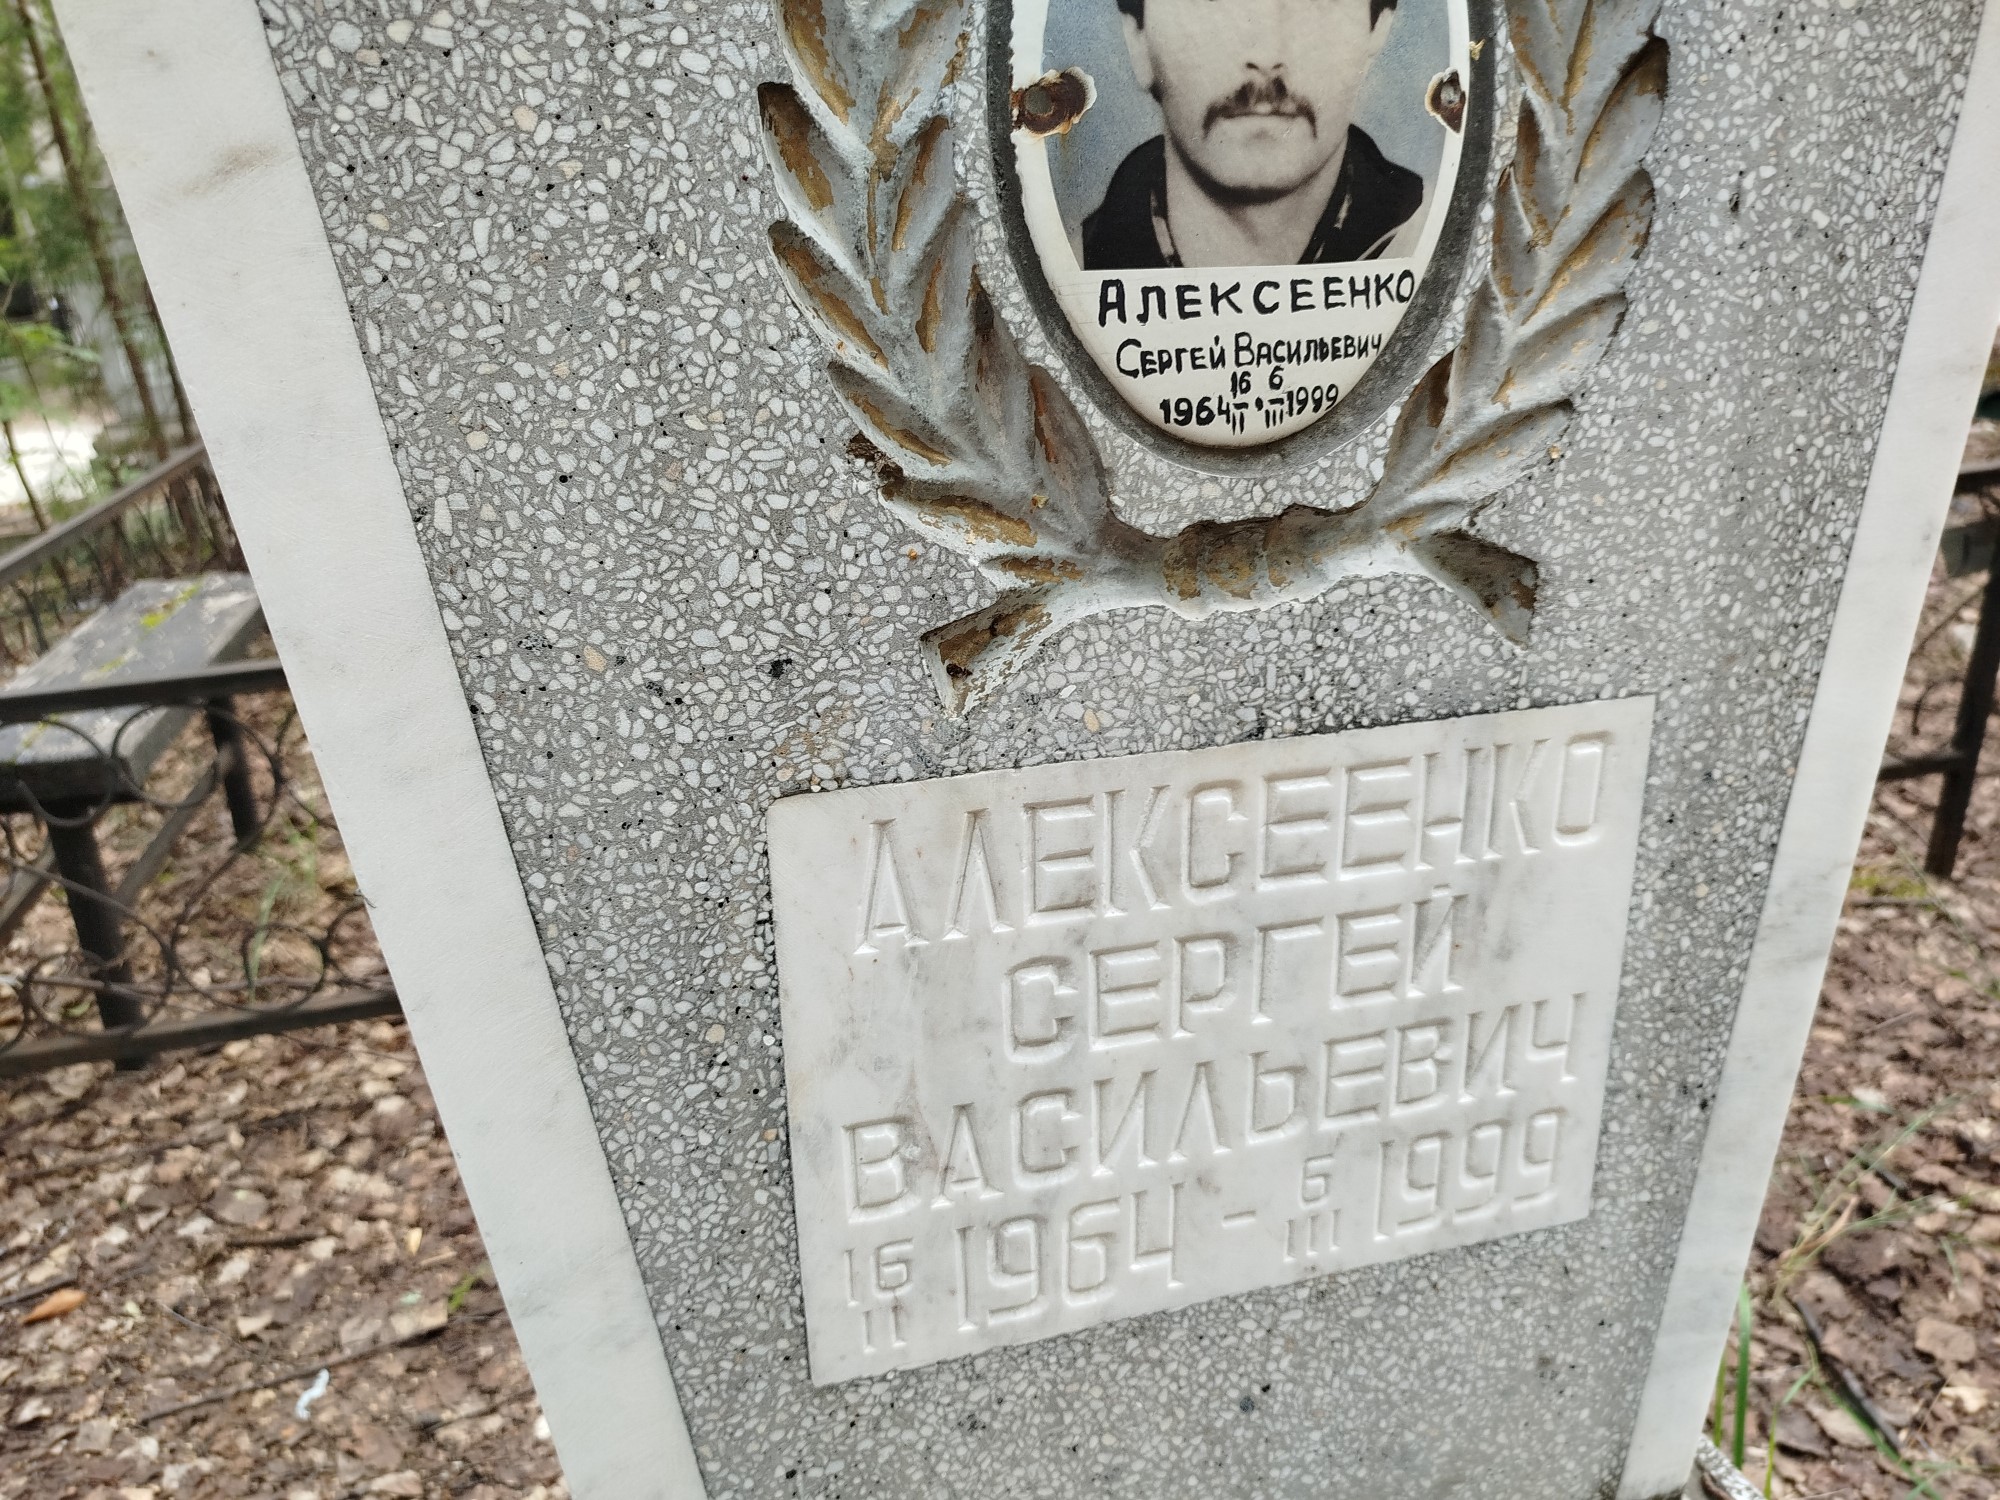 АЛЕКСЕЕНКО
СЕРГЕЙ ВАСИЛЬЕВИЧ
16 6
1964 II • III 1999
АЛЕКСЕЕНКО
СЕРГЕЙ
ВАСИЛЬЕВИЧ
16 II 1964 - 6 III 1999